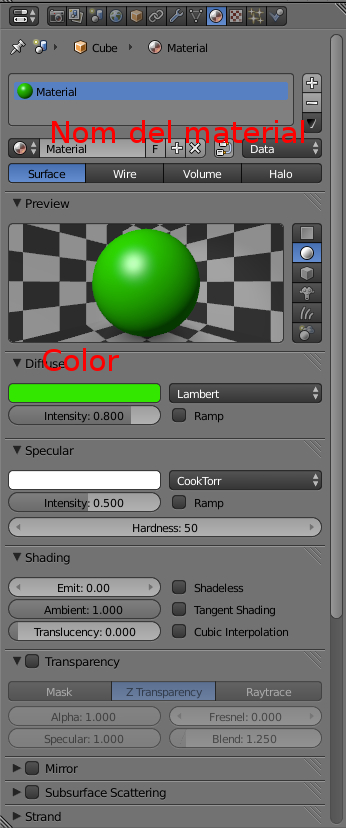 Cube Material
Material
Nom del material
Material F Data
Surface Wire Volume Halo
Preview
Diffuse
Color
Lambert
Intensity: 0.800 Ramp
Specular
CookTorr
Intensity: 0.500 Ramp
Hardness: 50
Shading
Emit: 0.00 Shadeless
Ambient: 1.000 Tangent Shading
Translucency: 0.000 Cubic Interpolation
Transparency
Mask Z Transparency Raytrace
Alpha: 1.000 Fresnel: 0.000
Specular: 1.000 Blend: 1.250
Mirror
Subsurface Scattering
Strand